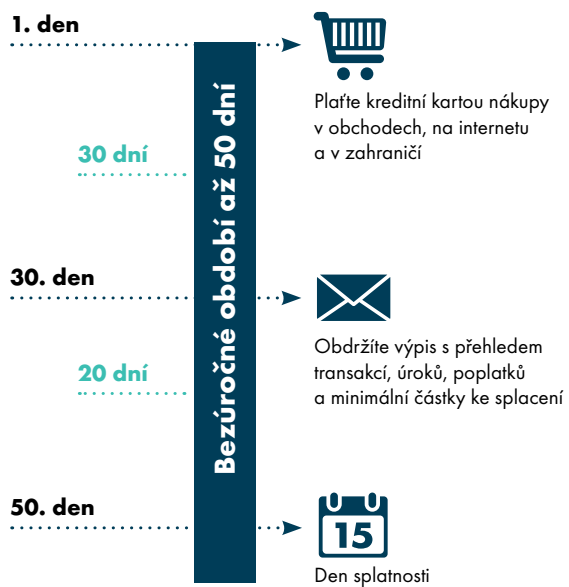 1. den
Plaťte kreditní kartou nákupy
v obchodech, na internetu
a v zahraničí
30 dní
Bezúročné období až 50 dní
30. den
Obdržíte výpis s přehledem
transakcí, úroků, poplatků
a minimální částky ke splacení
20 dní
50. den
15
Den splatnosti